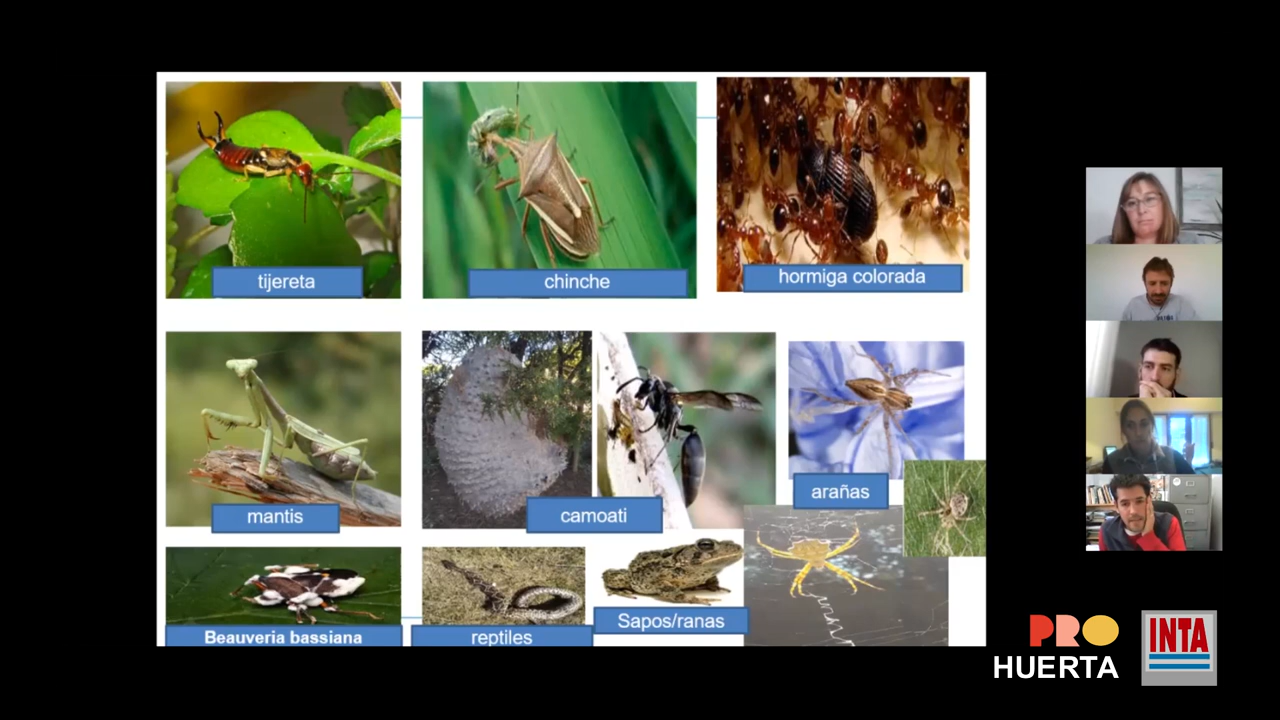 tijereta
chinche
hormiga colorada
mantis
camoati
arañas
Beauveria bassiana
reptiles
Sapos/ranas
PRO
HUERTA
INTA